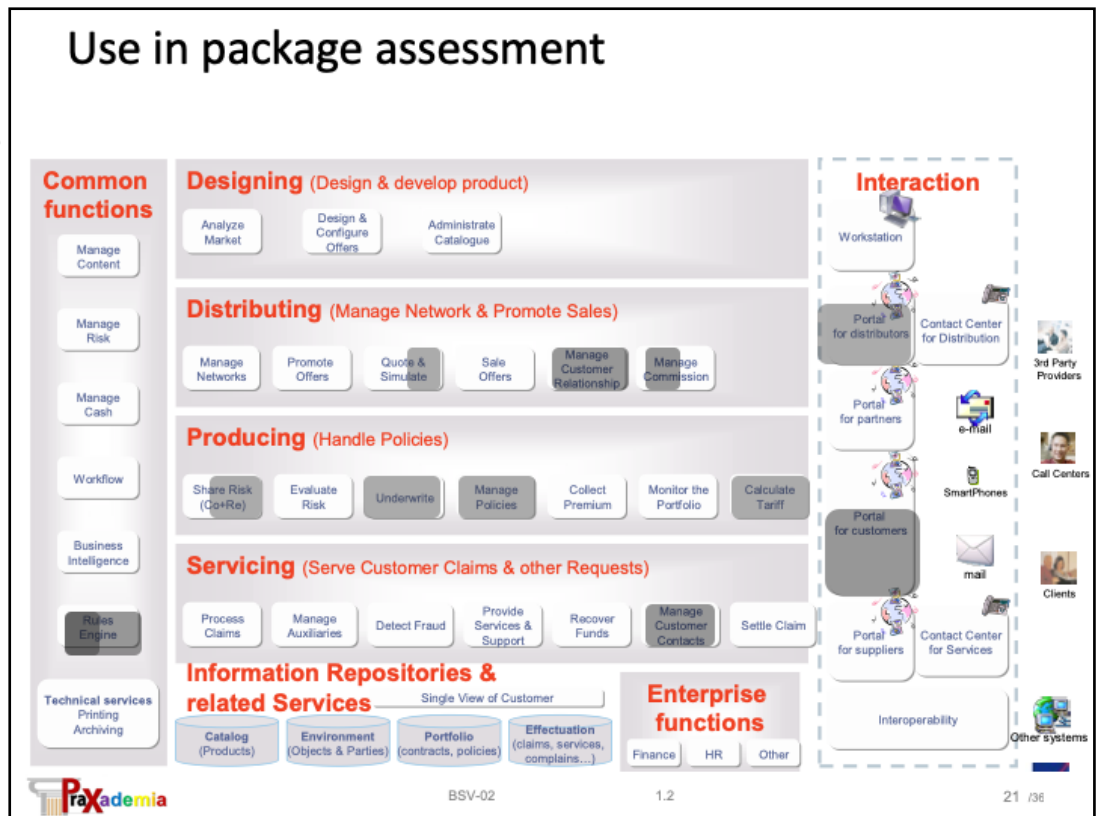 Use in package assessment
Common
functions
Manage
Content
Manage
Risk
Manage
Cash
Workflow
Business
Intelligence
Rules
Engine
Technical services
Printing
Archiving
Designing (Design & develop product)
Analyze
Market
Design &
Configure
Offers
Administrate
Catalogue
Distributing (Manage Network & Promote Sales)
Manage
Networks
Promote
Offers
Quote &
Simulate
Sale
Offers
Manage
Customer
Relationship
Manage
Commission
Producing (Handle Policies)
Share Risk
(Co+Re)
Evaluate
Risk
Underwrite
Manage
Policies
Collect
Premium
Monitor the
Portfolio
Calculate
Tariff
Servicing (Serve Customer Claims & other Requests)
Process
Claims
Manage
Auxiliaries
Detect Fraud
Provide
Services &
Support
Recover
Funds
Manage
Customer
Contacts
Settle Claim
Information Repositories &
related Services
Single View of Customer
Catalog
(Products)
Environment
(Objects & Parties)
Portfolio
(contracts, policies)
Effectuation
(claims, services,
complains...)
Enterprise
functions
Finance
HR
Other
Interaction
Workstation
Portal
for distributors
Contact Center
for Distribution
Portal
for partners
e-mail
SmartPhones
Portal
for customers
mail
Portal
for suppliers
Contact Center
for Services
Interoperability
3rd Party
Providers
Call Centers
Clients
Other systems
PraXademia
BSV-02
1.2
21 /36